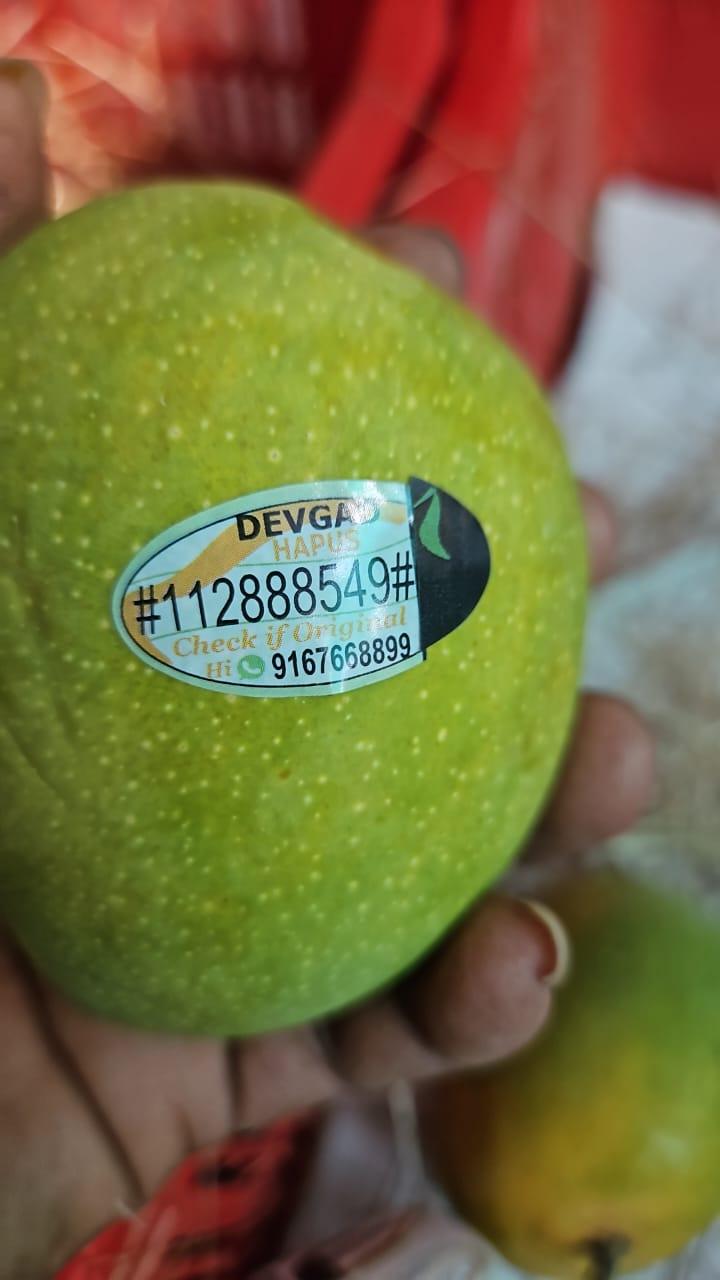 DEVGAD
HAPUS
#112888549#
Check if Original
Hi 9167668899